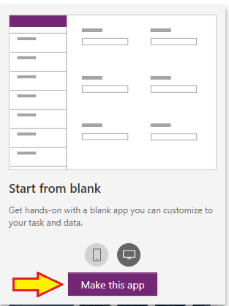 Start from blank
Get hands-on with a blank app you can customize to
your task and data.
Make this app